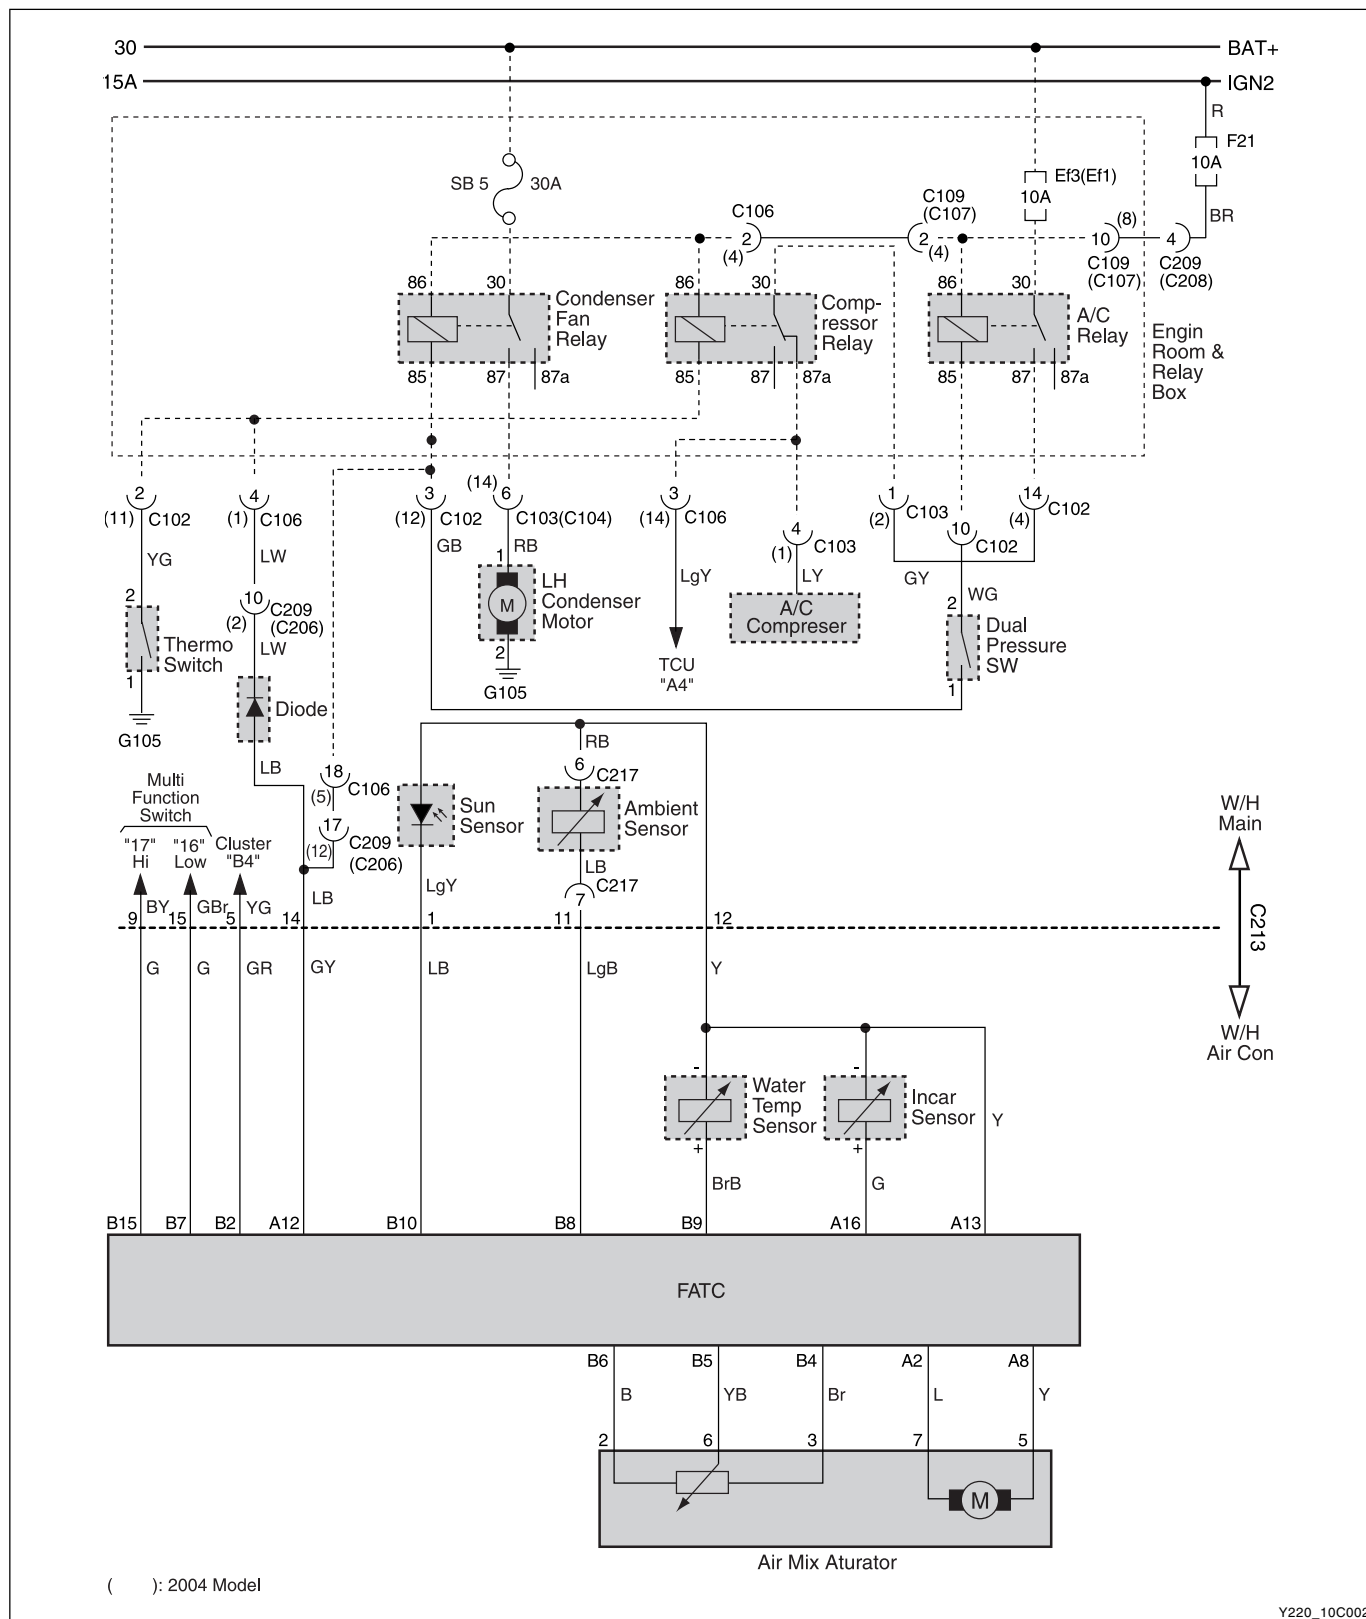 30 BAT+
15A IGN2
R
F21
10A
SB 5 30A
Ef3(Ef1)
10A
C109
(C107)
C106
BR
(8)
2 2 10 4
(4) (4)
C109 C209
(C107) (C208)
86 30
Condenser
Fan
Relay
85 87 87a
86 30
Comp-
ressor
Relay
85 87 87a
86 30
A/C
Relay
85 87 87a
Engin
Room &
Relay
Box
2
(11) C102
4
(1) C106
3
(12) C102
(14)
6
C103(C104)
3
(14) C106
4
(1) C103
1
(2) C103
10
C102
14
(4) C102
YG
LW
GB
RB
LgY
LY
GY
WG
2
Thermo
Switch
1
G105
10
C209
(2) (C206)
LW
Diode
LB
1
M
LH
Condenser
Motor
2
G105
TCU
"A4"
A/C
Compreser
2
Dual
Pressure
SW
1
18
(5) C106
17
(12) C209
(C206)
LB
Multi
Function
Switch
"17"
Hi
"16"
Low
Cluster
"B4"
Sun
Sensor
RB
6
C217
Ambient
Sensor
LB
C217
7
LgY
BY GBr YG
9 15 5 14 1 11 12
W/H
Main
C213
W/H
Air Con
G G GR GY LB LgB Y
-
Water
Temp
Sensor
+
BrB
-
Incar
Sensor
+
G
Y
B15 B7 B2 A12 B10 B8 B9 A16 A13
FATC
B6 B5 B4 A2 A8
B YB Br L Y
2 6 3 7 5
M
Air Mix Aturator
( ): 2004 Model
Y220_10C002